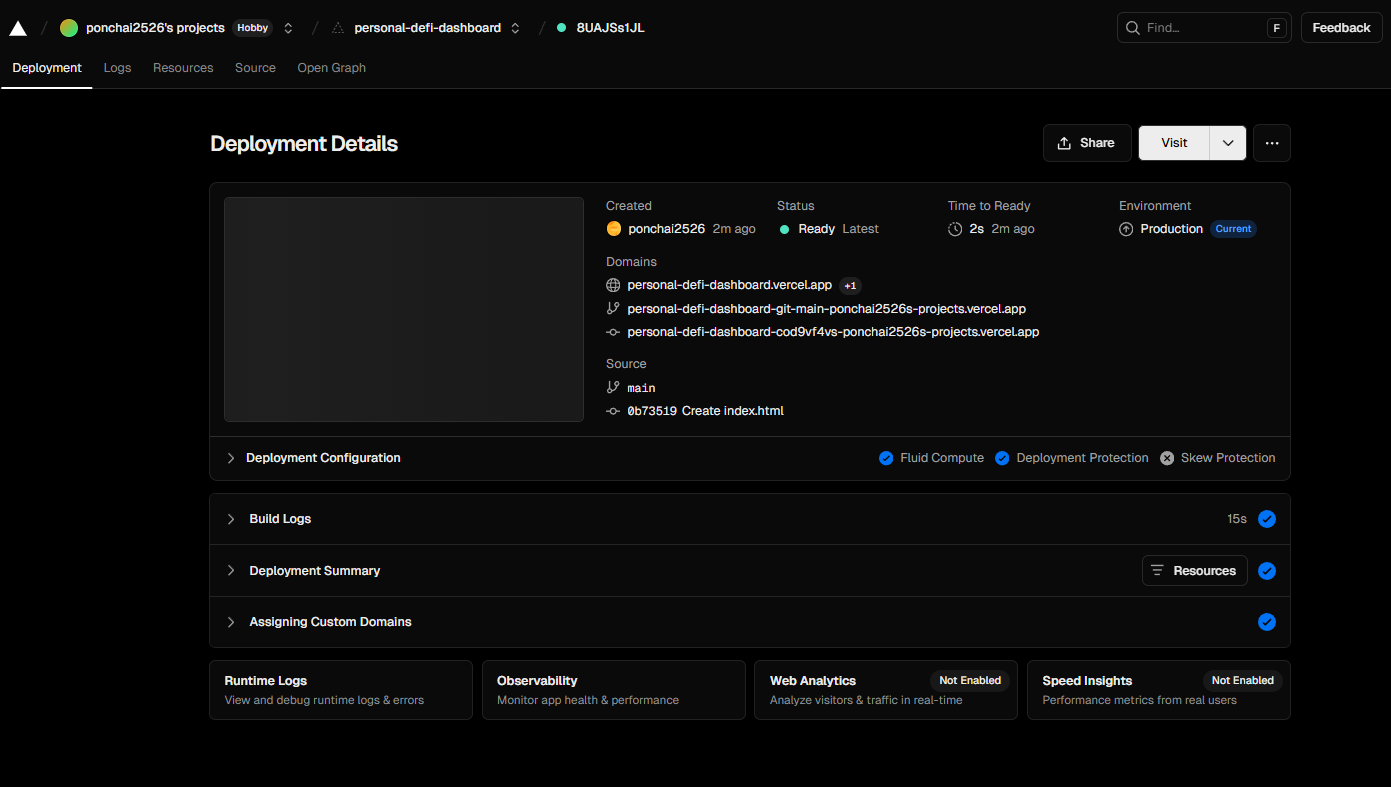 ponchai2526's projects Hobby personal-defi-dashboard 8UAJSs1JL Find... F Feedback
Deployment Logs Resources Source Open Graph
Deployment Details
Share Visit
Created Status Time to Ready Environment
ponchai2526 2m ago Ready Latest 2s 2m ago Production Current
Domains
personal-defi-dashboard.vercel.app +1
personal-defi-dashboard-git-main-ponchai2526s-projects.vercel.app
personal-defi-dashboard-cod9vf4vs-ponchai2526s-projects.vercel.app
Source
main
0b73519 Create index.html
Deployment Configuration Fluid Compute Deployment Protection Skew Protection
Build Logs 15s
Deployment Summary Resources
Assigning Custom Domains
Runtime Logs Observability Web Analytics Not Enabled Speed Insights Not Enabled
View and debug runtime logs & errors Monitor app health & performance Analyze visitors & traffic in real-time Performance metrics from real users